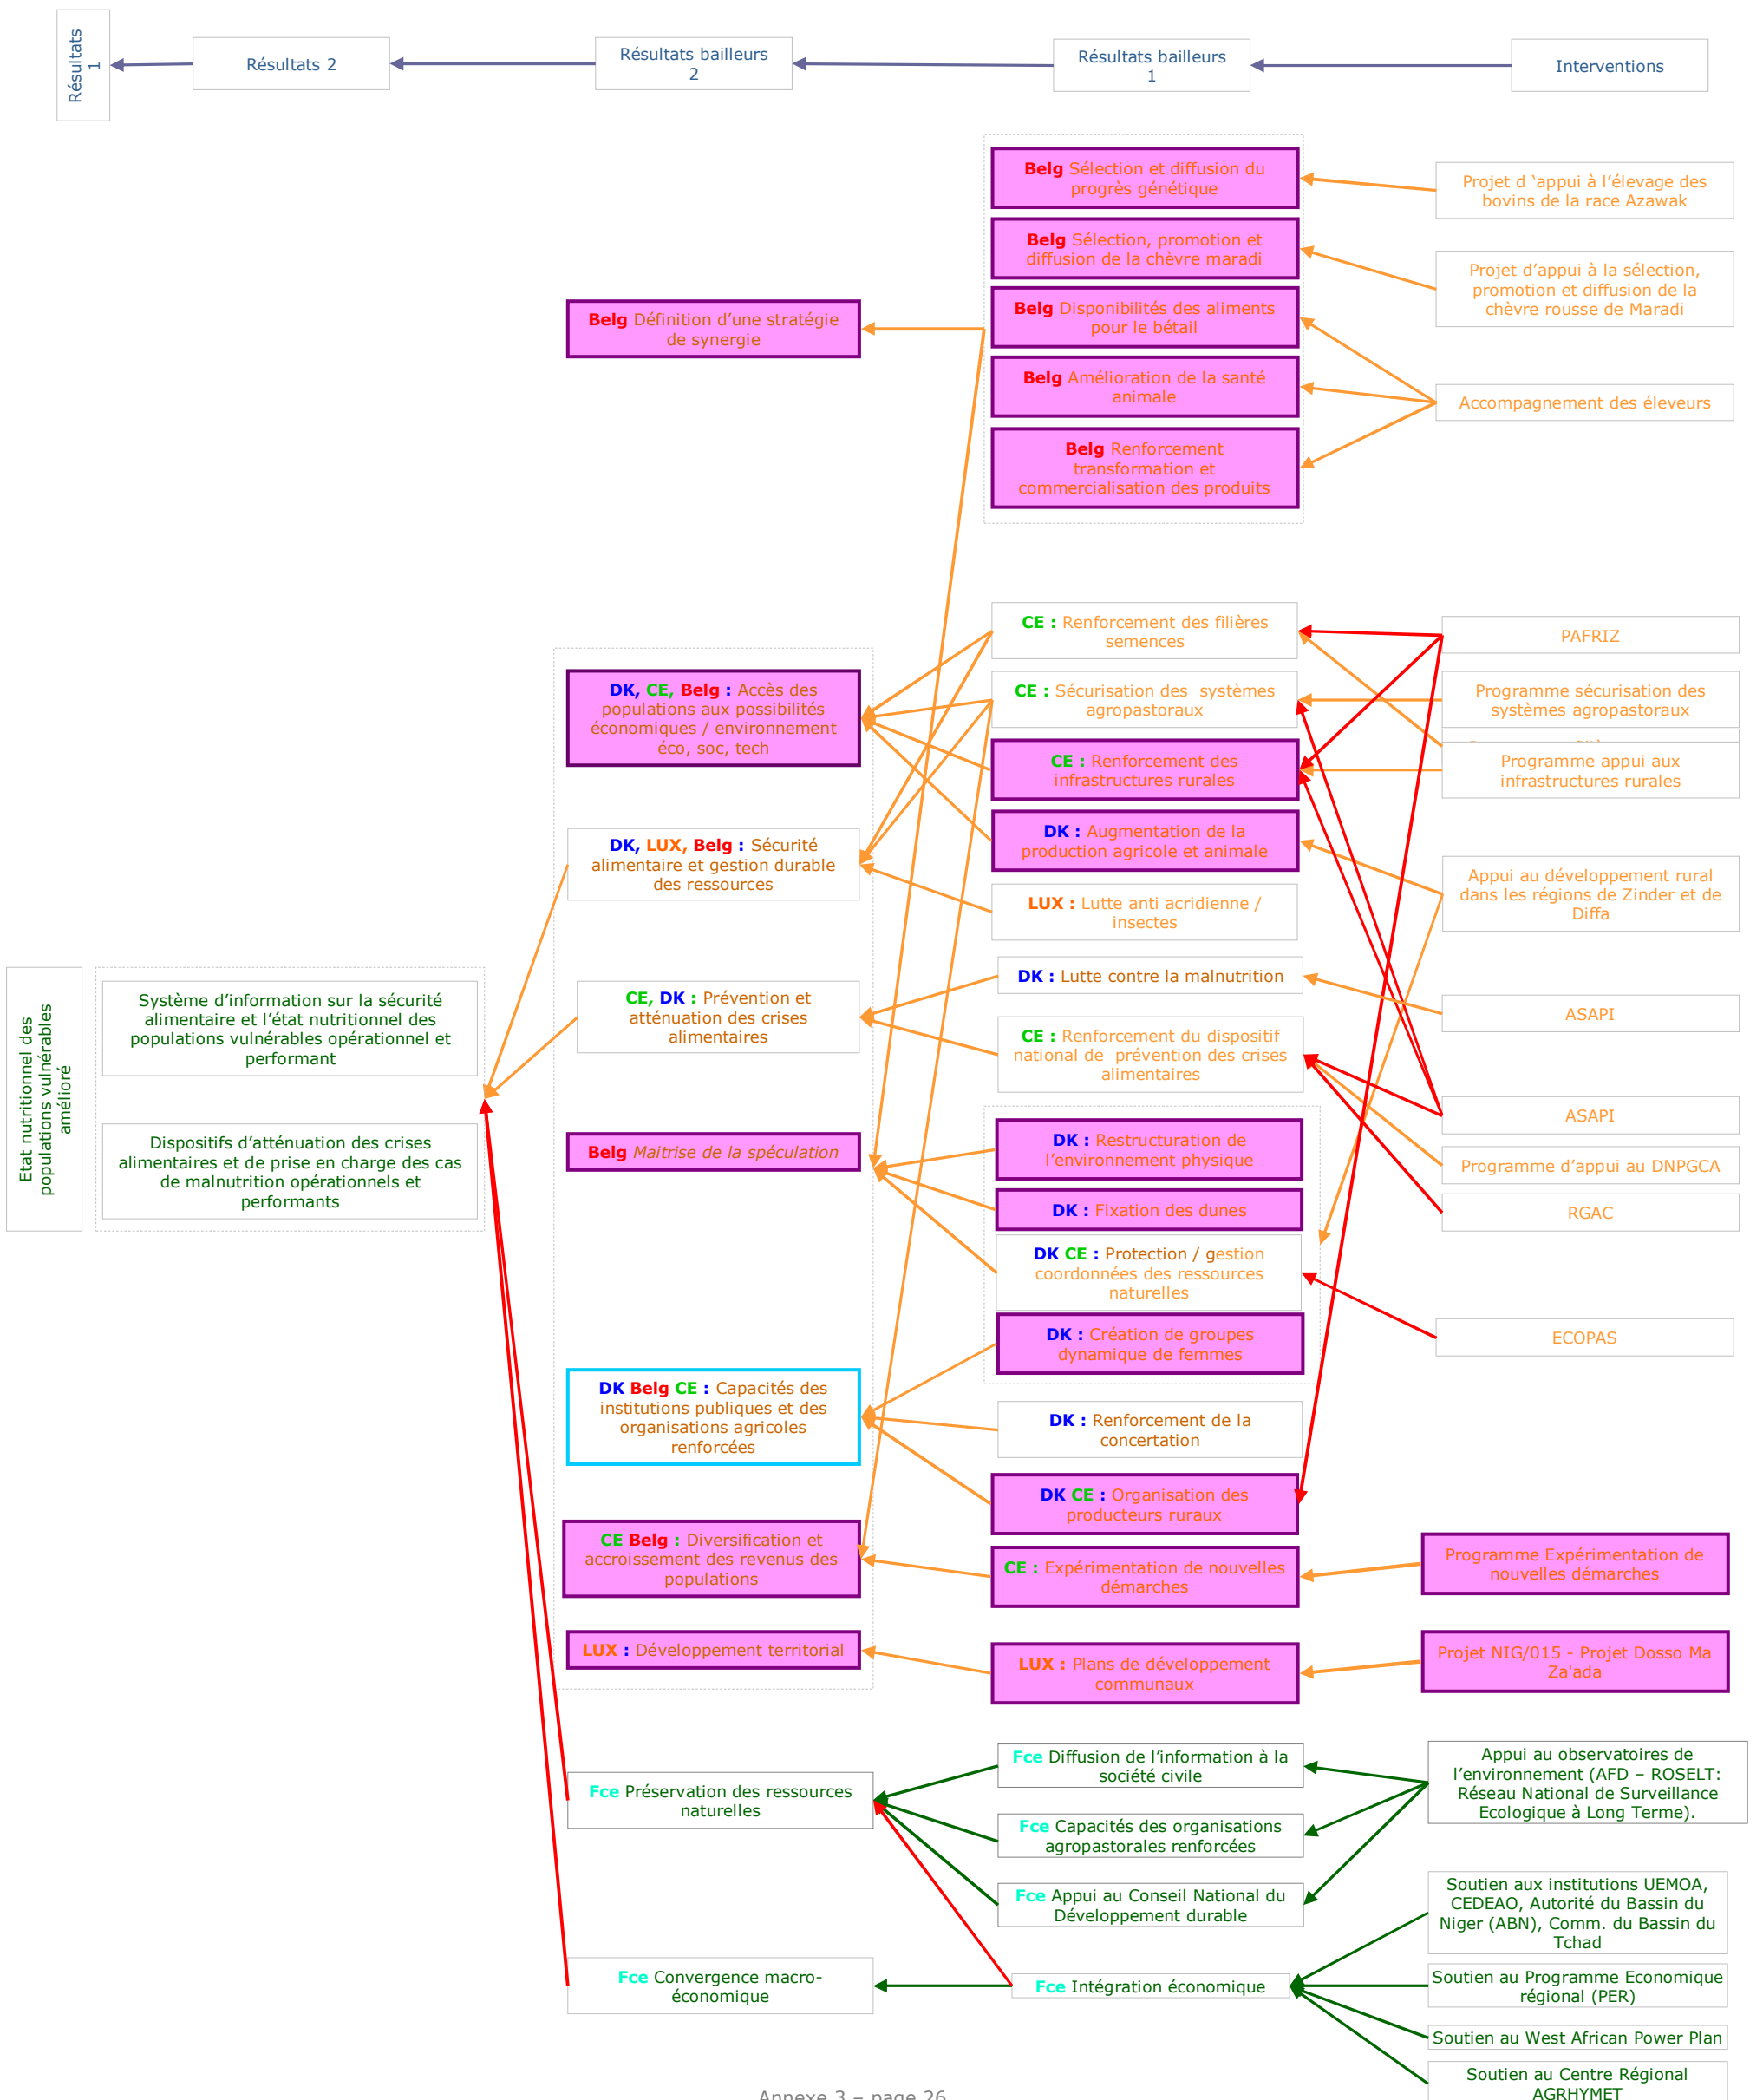 Résultats
1
Résultats 2
Résultats bailleurs
2
Résultats bailleurs
1
Interventions
Belg Sélection et diffusion du
progrès génétique
Belg Sélection, promotion et
diffusion de la chèvre maradi
Belg Disponibilités des aliments
pour le bétail
Belg Amélioration de la santé
animale
Belg Renforcement
transformation et
commercialisation des produits
Projet d ‘appui à l’élevage des
bovins de la race Azawak
Projet d’appui à la sélection,
promotion et diffusion de la
chèvre rousse de Maradi
Accompagnement des éleveurs
Belg Définition d’une stratégie
de synergie
CE : Renforcement des filières
semences
CE : Sécurisation des systèmes
agropastoraux
CE : Renforcement des
infrastructures rurales
DK : Augmentation de la
production agricole et animale
LUX : Lutte anti acridienne /
insectes
DK : Lutte contre la malnutrition
CE : Renforcement du dispositif
national de prévention des crises
alimentaires
DK : Restructuration de
l’environnement physique
DK : Fixation des dunes
DK CE : Protection / gestion
coordonnées des ressources
naturelles
DK : Création de groupes
dynamique de femmes
DK : Renforcement de la
concertation
DK CE : Organisation des
producteurs ruraux
CE : Expérimentation de nouvelles
démarches
LUX : Plans de développement
communaux
PAFRIZ
Programme sécurisation des
systèmes agropastoraux
Programme appui aux
infrastructures rurales
Appui au développement rural
dans les régions de Zinder et de
Diffa
ASAPI
ASAPI
Programme d’appui au DNPGCA
RGAC
ECOPAS
Programme Expérimentation de
nouvelles démarches
Projet NIG/015 - Projet Dosso Ma
Za'ada
DK, CE, Belg : Accès des
populations aux possibilités
économiques / environnement
éco, soc, tech
DK, LUX, Belg : Sécurité
alimentaire et gestion durable
des ressources
CE, DK : Prévention et
atténuation des crises
alimentaires
Belg Maitrise de la spéculation
DK Belg CE : Capacités des
institutions publiques et des
organisations agricoles
renforcées
CE Belg : Diversification et
accroissement des revenus des
populations
LUX : Développement territorial
Etat nutritionnel des
populations vulnérables
amélioré
Système d’information sur la sécurité
alimentaire et l’état nutritionnel des
populations vulnérables opérationnel et
performant
Dispositifs d’atténuation des crises
alimentaires et de prise en charge des cas
de malnutrition opérationnels et
performants
Fce Préservation des ressources
naturelles
Fce Convergence macro-
économique
Fce Diffusion de l’information à la
société civile
Fce Capacités des organisations
agropastorales renforcées
Fce Appui au Conseil National du
Développement durable
Fce Intégration économique
Appui au observatoires de
l’environnement (AFD – ROSELT:
Réseau National de Surveillance
Ecologique à Long Terme).
Soutien aux institutions UEMOA,
CEDEAO, Autorité du Bassin du
Niger (ABN), Comm. du Bassin du
Tchad
Soutien au Programme Economique
régional (PER)
Soutien au West African Power Plan
Soutien au Centre Régional
AGRHYMET
Annexe 3 – page 26